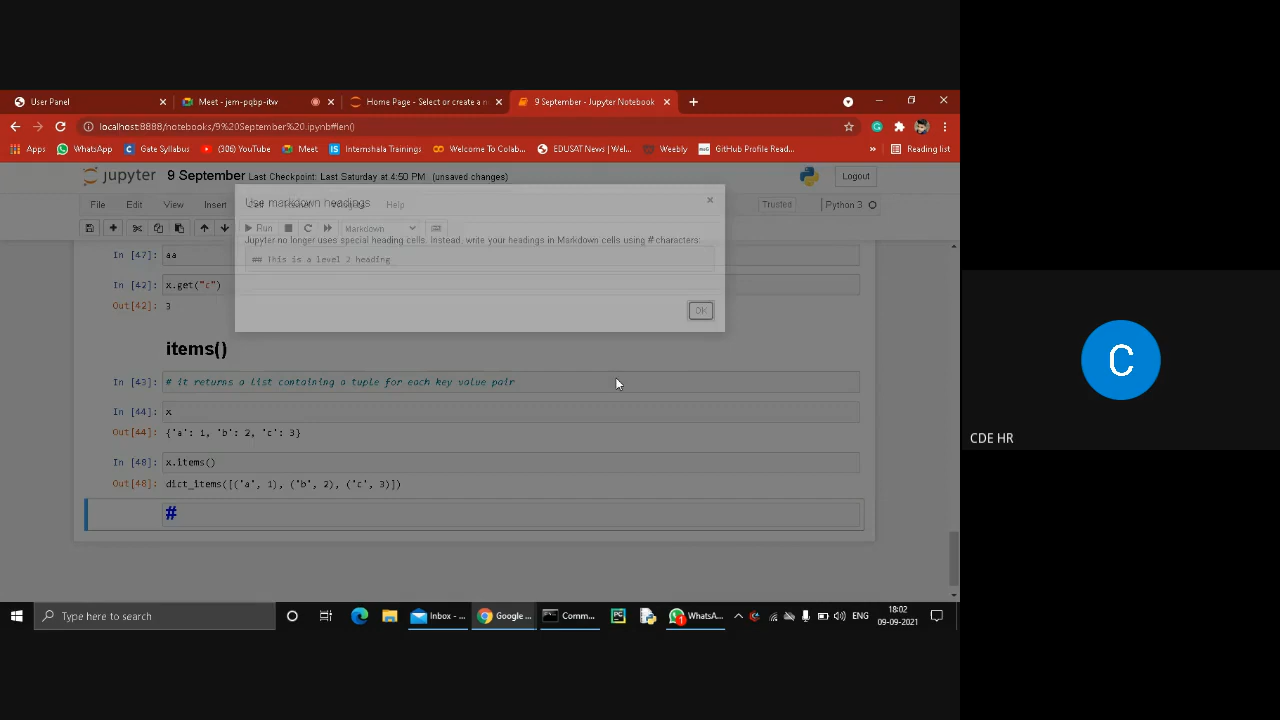 User Panel
Meet - jem-pqbp-itw
Home Page - Select or create a n
9 September - Jupyter Notebook
localhost:8888/notebooks/9%20September%20.ipynb#len()
Apps
WhatsApp
Gate Syllabus
(306) YouTube
Meet
Internshala Trainings
Welcome To Colab...
EDUSAT News | Wel...
Weebly
GitHub Profile Read...
»
Reading list
jupyter
9 September
Last Checkpoint: Last Saturday at 4:50 PM (unsaved changes)
Logout
Use markdown headings
File
Edit
View
Insert
Help
Trusted
Python 3
Run
Markdown
Jupyter no longer uses special heading cells. Instead, write your headings in Markdown cells using # characters:
## This is a level 2 heading
In [47]: aa
In [42]: x.get("c")
Out[42]: 3
OK
items()
In [43]: # it returns a list containing a tuple for each key value pair
In [44]: x
Out[44]: {'a': 1, 'b': 2, 'c': 3}
In [48]: x.items()
Out[48]: dict_items([('a', 1), ('b', 2), ('c', 3)])
#
C
CDE HR
Type here to search
Inbox - ...
Google ...
Comm...
WhatsA...
1
ENG
18:02
09-09-2021